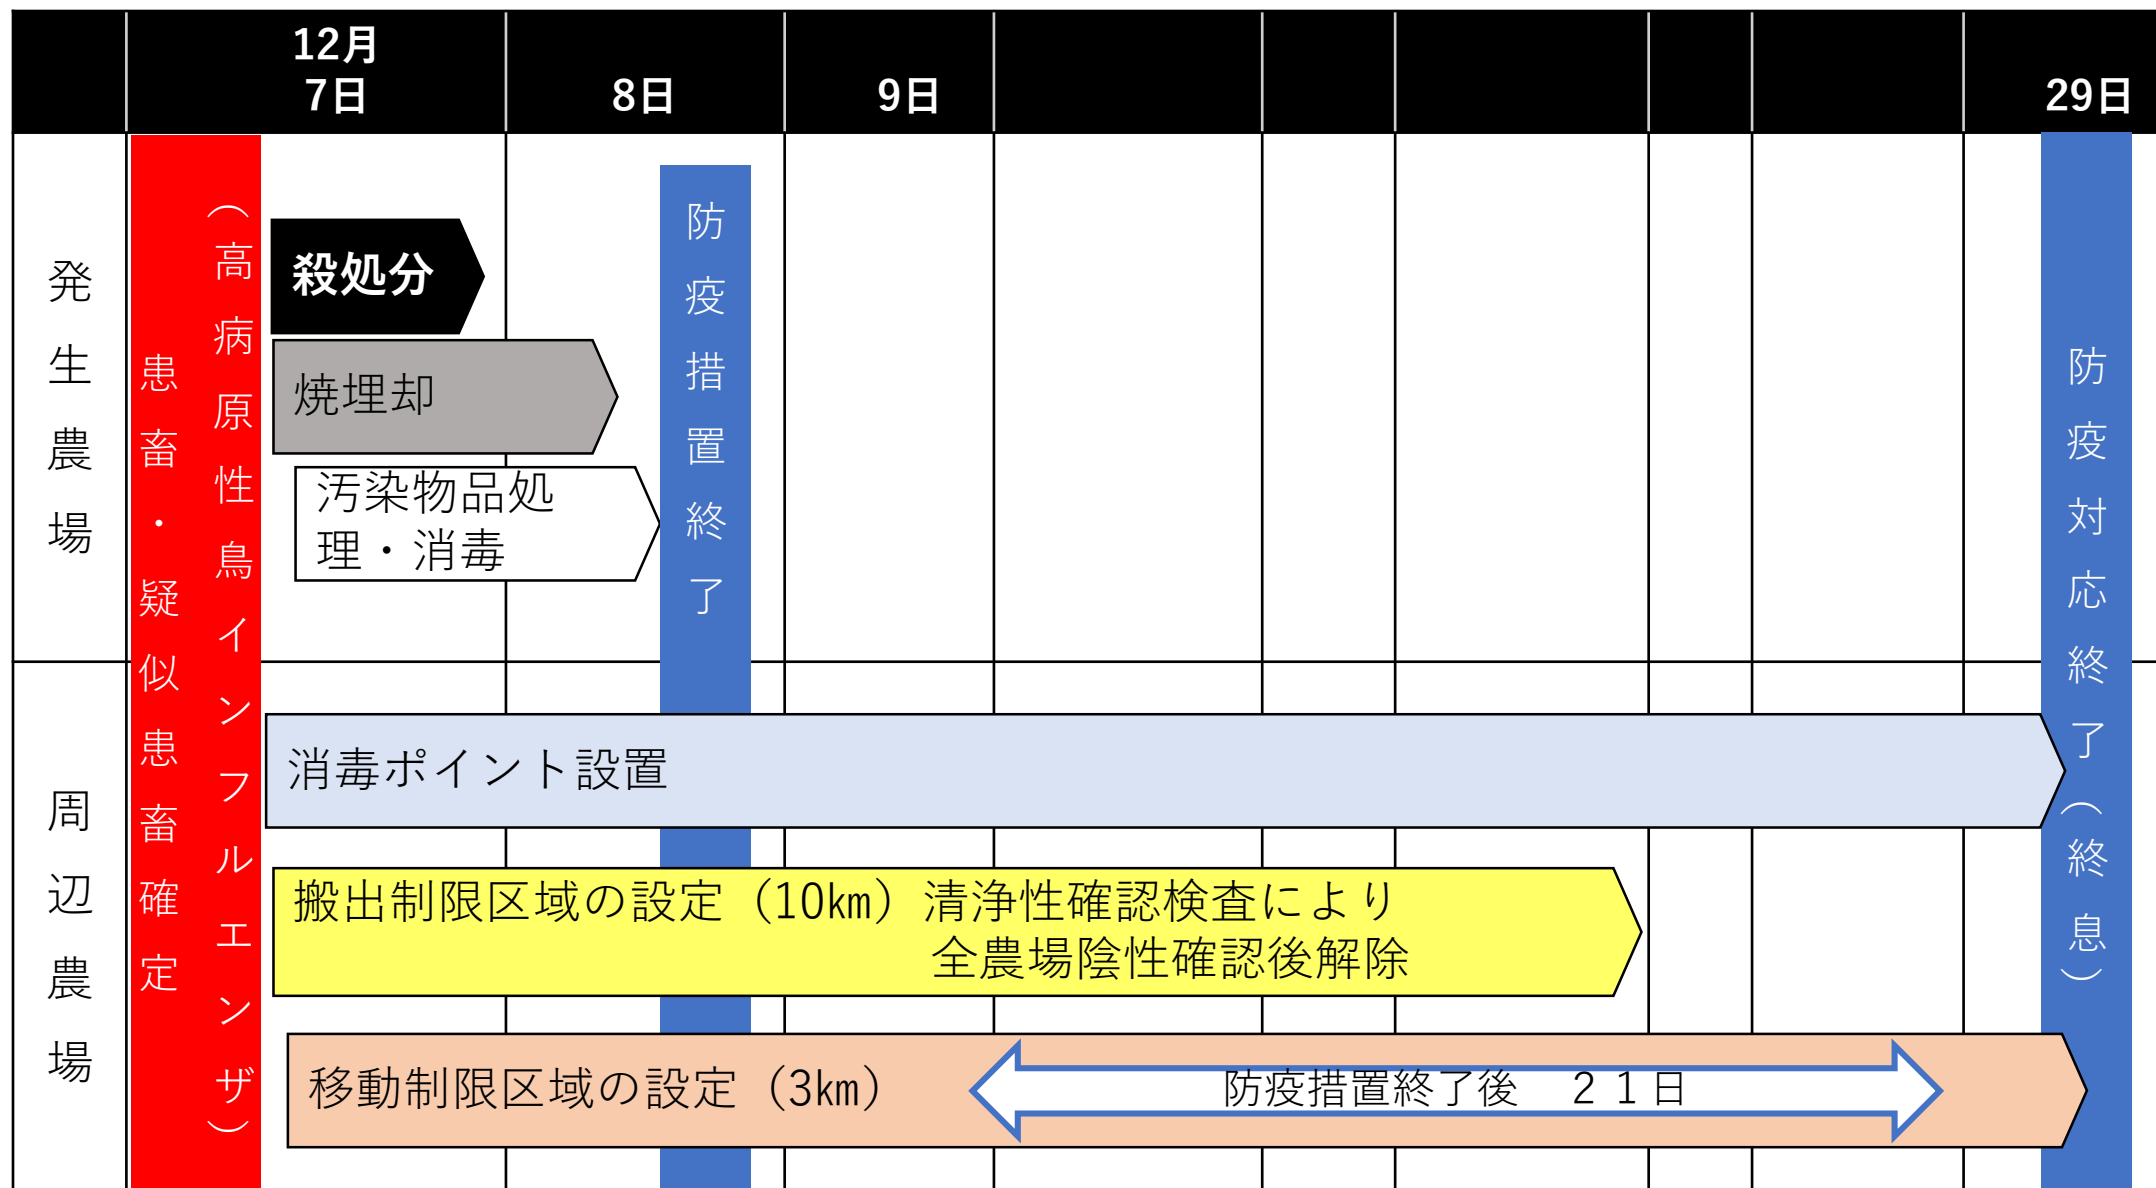 12月
7日
8日
9日
29日
発生農場
患畜・疑似患畜確定
（高病原性鳥インフルエンザ）
殺処分
焼埋却
汚染物品処
理・消毒
防疫措置終了
防疫対応終了（終息）
周辺農場
消毒ポイント設置
搬出制限区域の設定（10km）清浄性確認検査により
全農場陰性確認後解除
移動制限区域の設定（3km）
防疫措置終了後　２１日